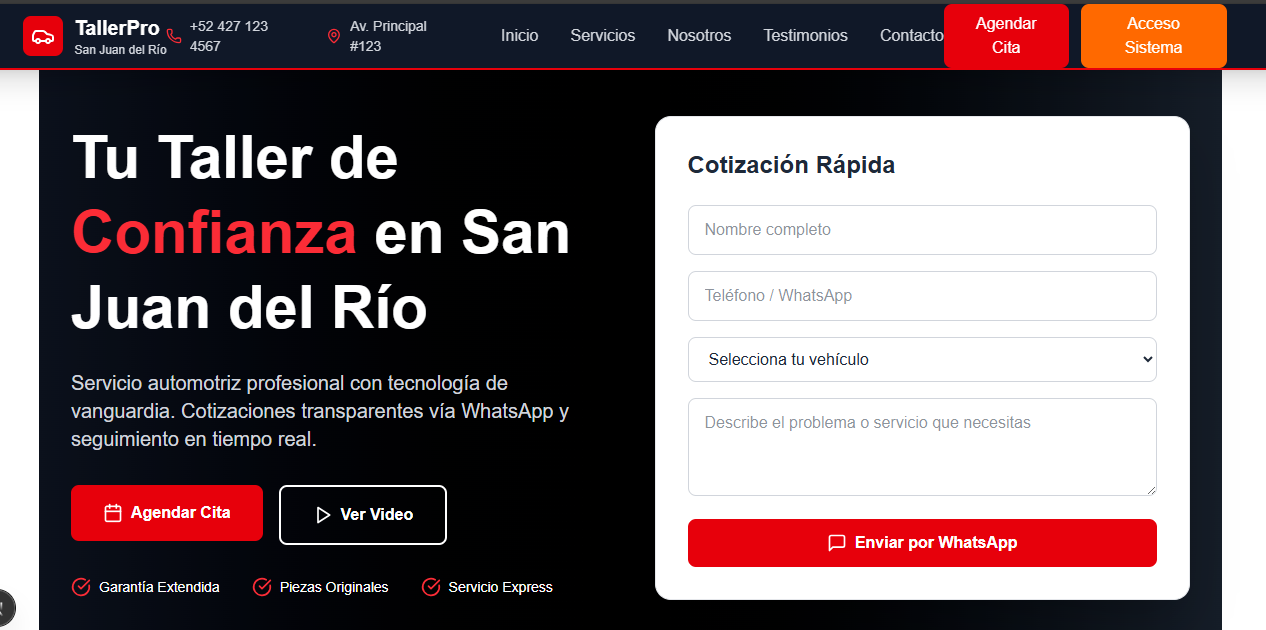 TallerPro
San Juan del Río
+52 427 123
4567
Av. Principal
#123
Inicio
Servicios
Nosotros
Testimonios
Contacto
Agendar
Cita
Acceso
Sistema
Tu Taller de
Confianza en San
Juan del Río
Servicio automotriz profesional con tecnología de
vanguardia. Cotizaciones transparentes vía WhatsApp y
seguimiento en tiempo real.
Agendar Cita
Ver Video
Garantía Extendida
Piezas Originales
Servicio Express
Cotización Rápida
Nombre completo
Teléfono / WhatsApp
Selecciona tu vehículo
Describe el problema o servicio que necesitas
Enviar por WhatsApp